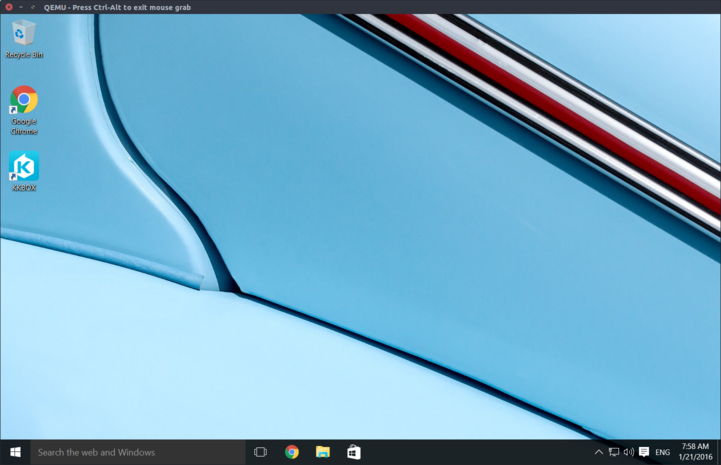 QEMU - Press Ctrl-Alt to exit mouse grab
Recycle Bin
Google
Chrome
KKBOX
Search the web and Windows
ENG
7:58 AM
1/21/2016